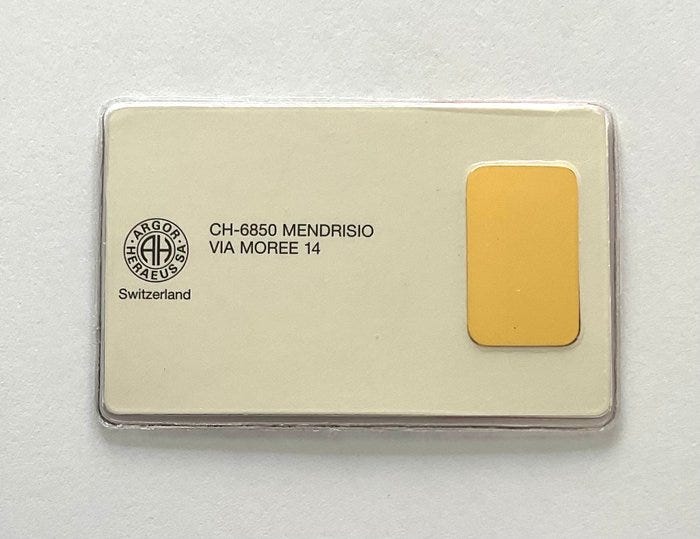 ·ARGOR·
HERAEUS SA
AH
Switzerland
CH-6850 MENDRISIO
VIA MOREE 14